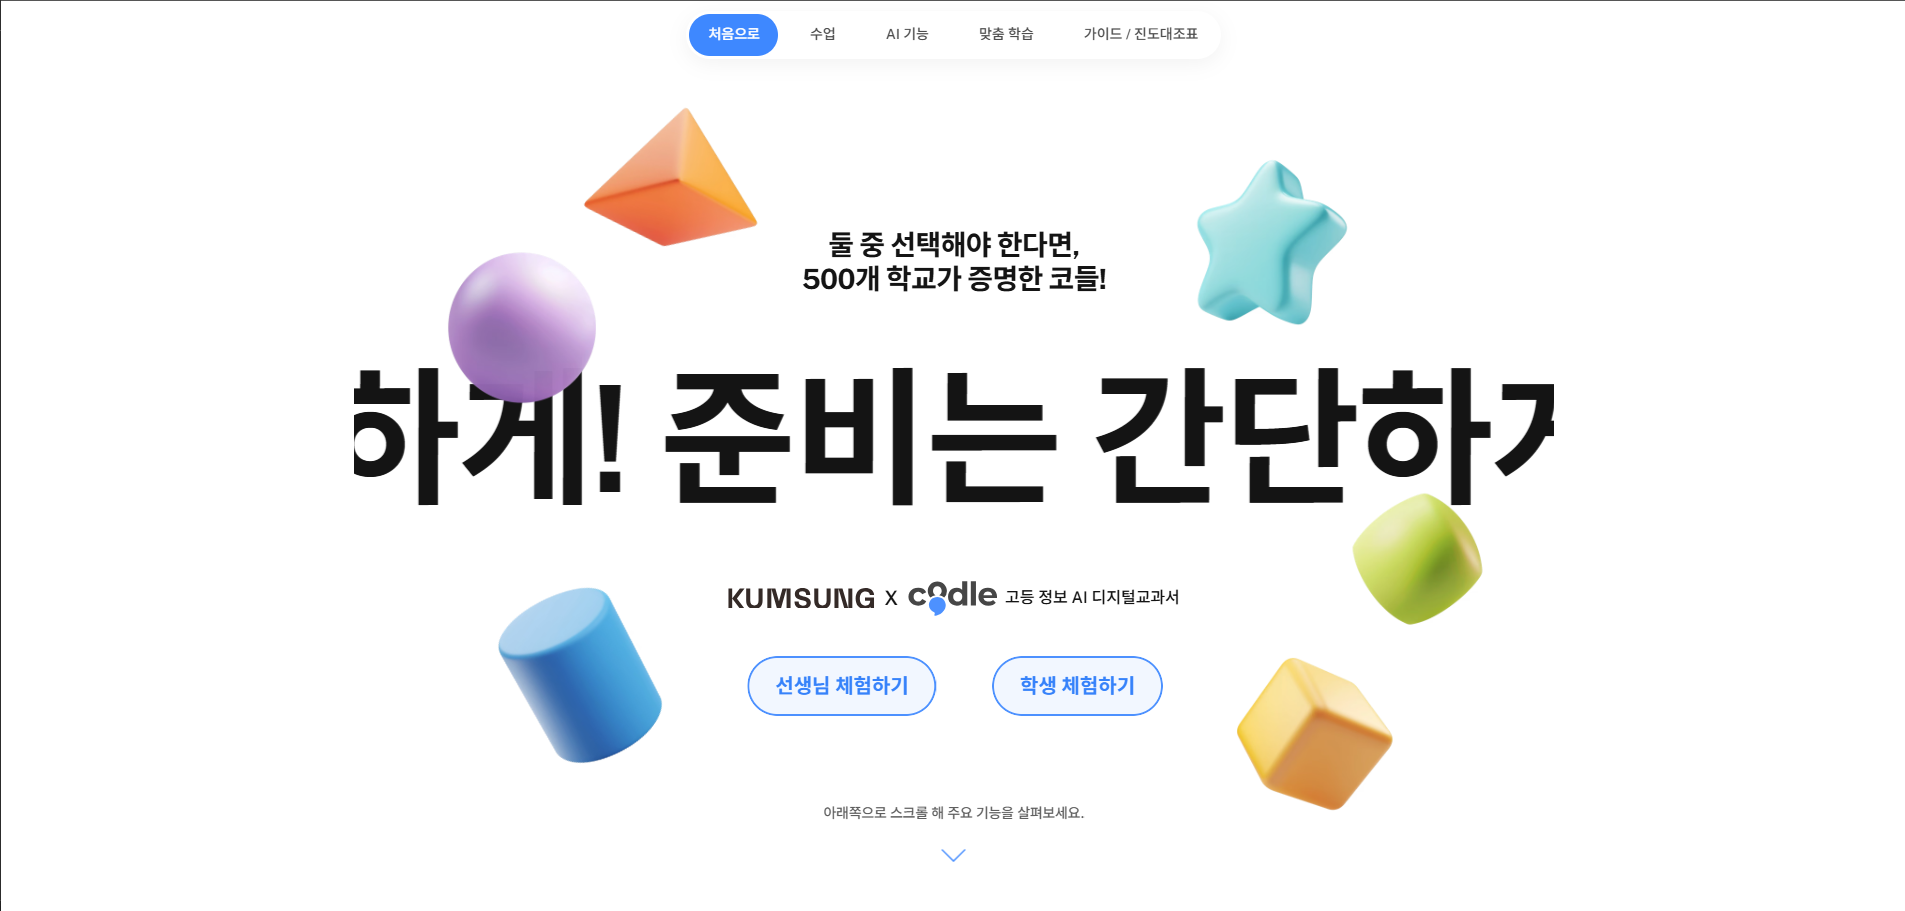 처음으로
수업
AI 기능
맞춤 학습
가이드 / 진도대조표
둘 중 선택해야 한다면,
500개 학교가 증명한 코들!
하게! 준비는 간단하게
KUMSUNG X codle 고등 정보 AI 디지털교과서
선생님 체험하기
학생 체험하기
아래쪽으로 스크롤 해 주요 기능을 살펴보세요.